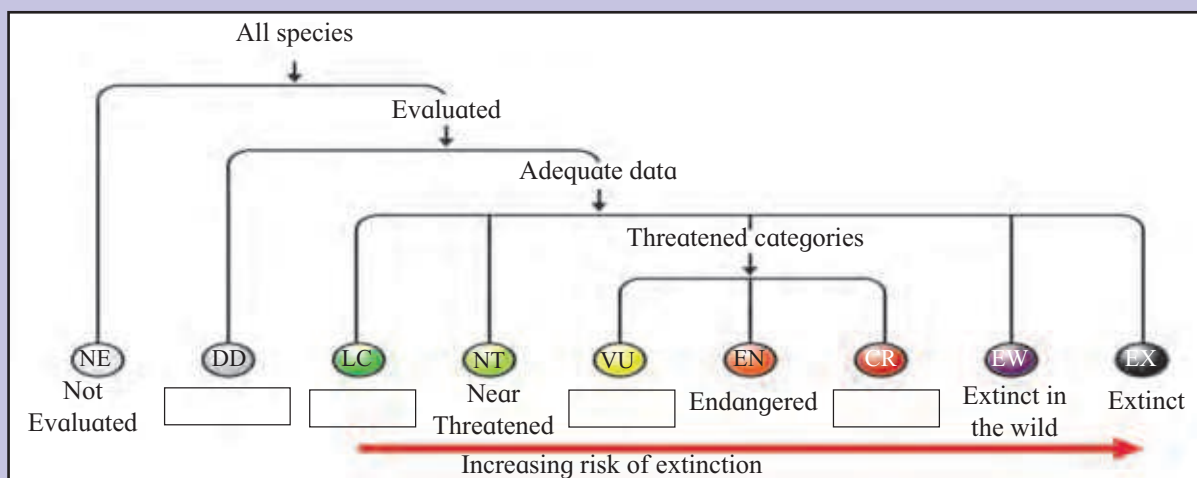 All species
Evaluated
Adequate data
Threatened categories
NE DD LC NT VU EN CR EW EX
Not
Evaluated
Near
Threatened
Endangered
Extinct in
the wild
Extinct
Increasing risk of extinction